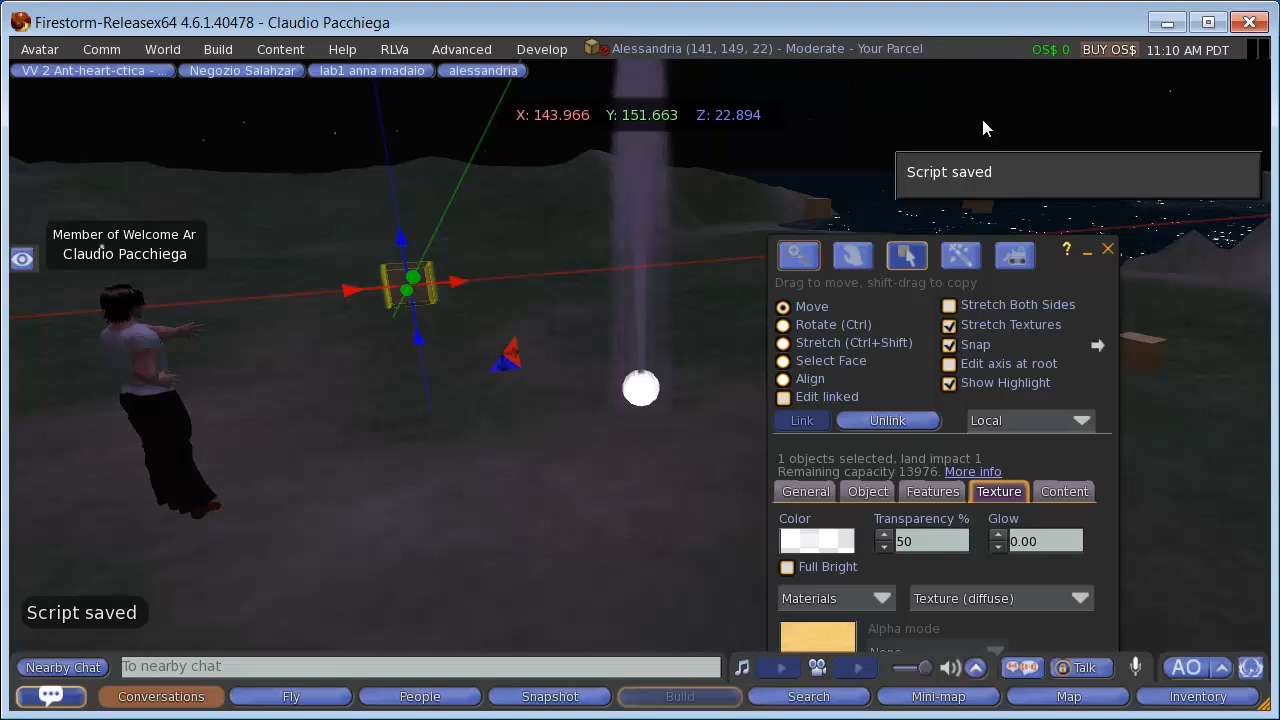 Firestorm-Releasex64 4.6.1.40478 - Claudio Pacchiega
Avatar Comm World Build Content Help RLVa Advanced Develop Alessandria (141, 149, 22) - Moderate - Your Parcel OS$ 0 BUY OS$ 11:10 AM PDT
VV 2 Ant-heart-ctica - ... Negozio Salahzar lab1 anna madaio alessandria
X: 143.966 Y: 151.663 Z: 22.894
Script saved
Member of Welcome Ar
Claudio Pacchiega
?
Drag to move, shift-drag to copy
Move
Rotate (Ctrl)
Stretch (Ctrl+Shift)
Select Face
Align
Edit linked
Stretch Both Sides
Stretch Textures
Snap
Edit axis at root
Show Highlight
Link Unlink Local
1 objects selected, land impact 1
Remaining capacity 13976. More info
General Object Features Texture Content
Color Transparency % Glow
50 0.00
Full Bright
Materials Texture (diffuse)
Alpha mode
Script saved
Nearby Chat To nearby chat Talk AO
Conversations Fly People Snapshot Build Search Mini-map Map Inventory